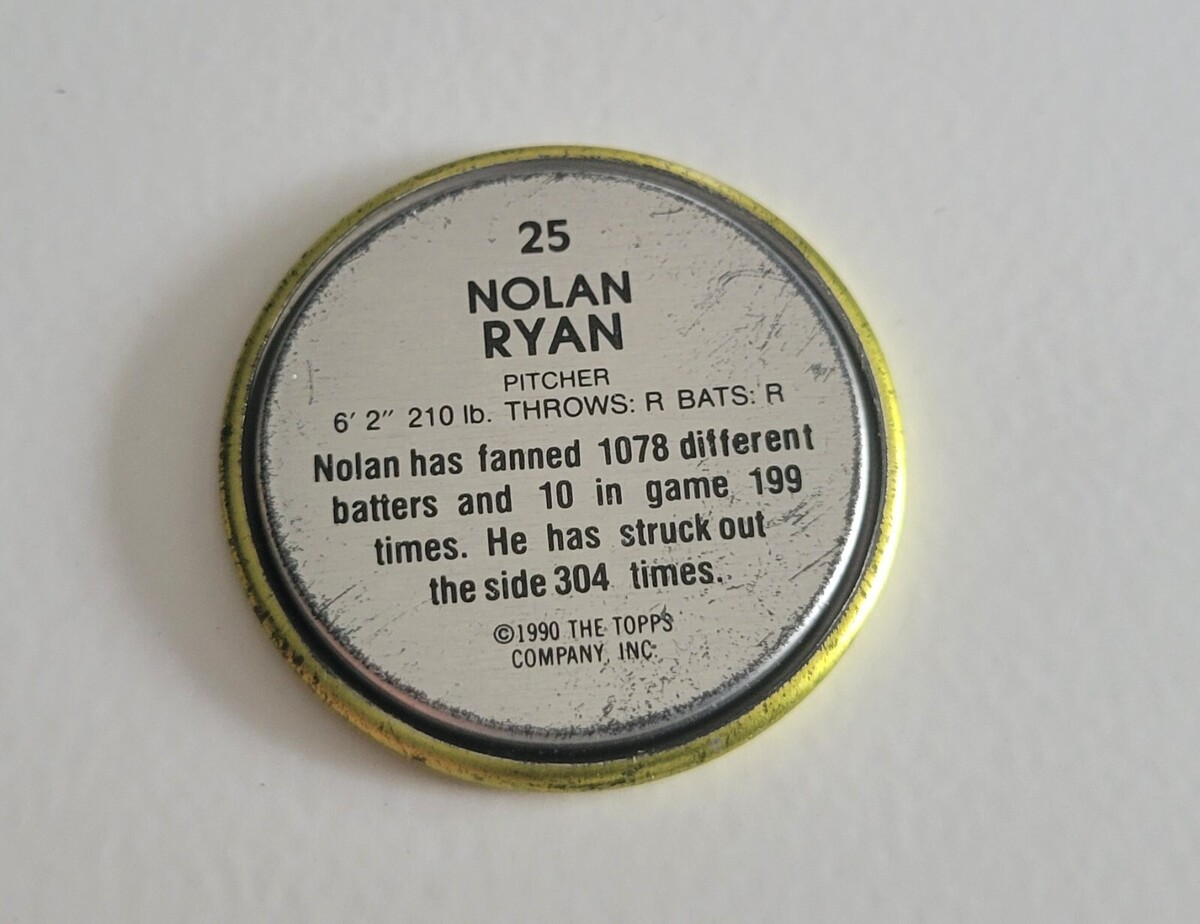 25
NOLAN
RYAN
PITCHER
6′ 2″ 210 lb. THROWS: R BATS: R
Nolan has fanned 1078 different
batters and 10 in game 199
times. He has struck out
the side 304 times.
©1990 THE TOPPS
COMPANY, INC.